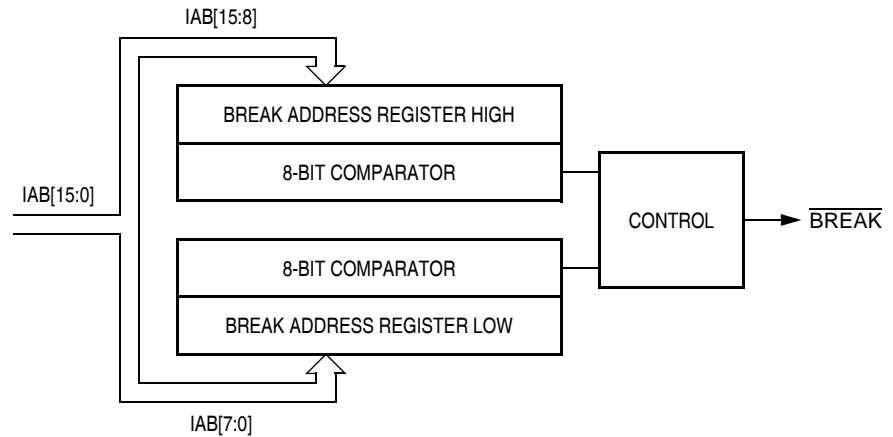 IAB[15:8]
BREAK ADDRESS REGISTER HIGH
8-BIT COMPARATOR
IAB[15:0]
CONTROL
BREAK
8-BIT COMPARATOR
BREAK ADDRESS REGISTER LOW
IAB[7:0]